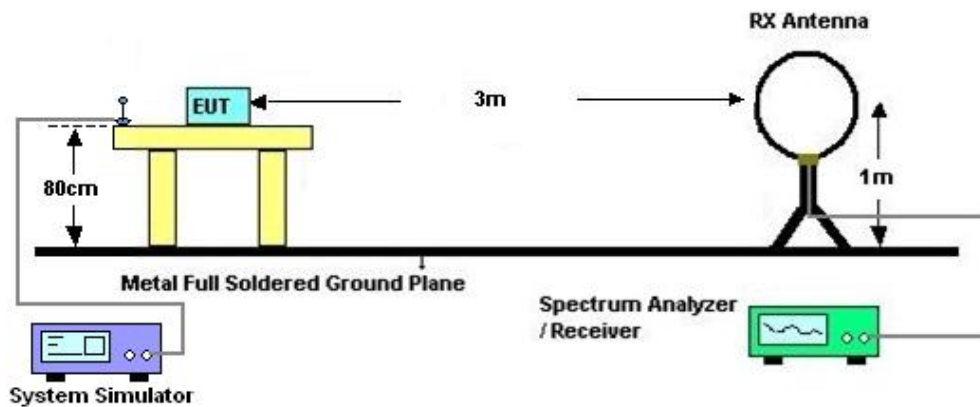 RX Antenna
EUT
3m
80cm
1m
Metal Full Soldered Ground Plane
Spectrum Analyzer
/ Receiver
System Simulator